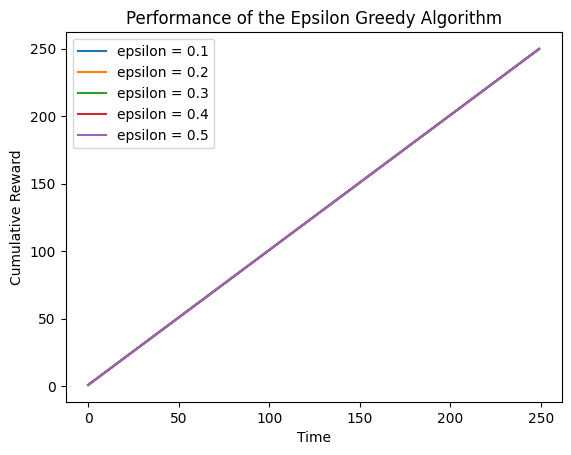 Performance of the Epsilon Greedy Algorithm
epsilon = 0.1
epsilon = 0.2
epsilon = 0.3
epsilon = 0.4
epsilon = 0.5
Cumulative Reward
250
200
150
100
50
0
0 50 100 150 200 250
Time